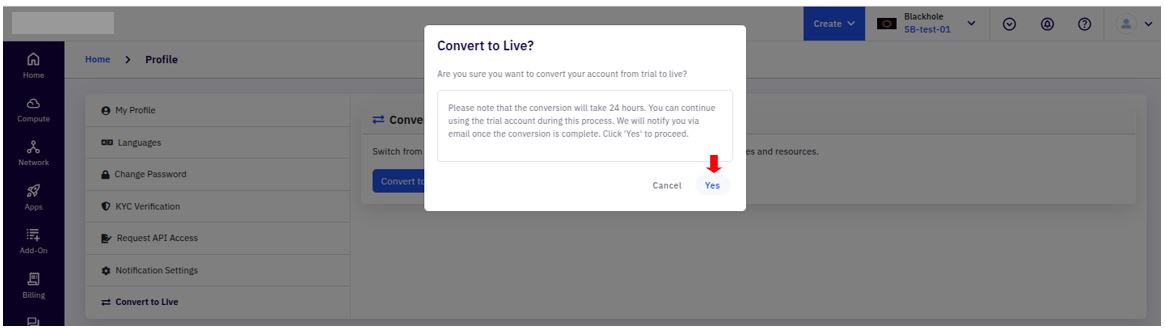 Create
Blackhole
SB-test-01
Home
Compute
Network
Apps
Add-On
Billing
Home > Profile
My Profile
Languages
Change Password
KYC Verification
Request API Access
Notification Settings
Convert to Live
Conve
Switch from
es and resources.
Convert to
Convert to Live?
Are you sure you want to convert your account from trial to live?
Please note that the conversion will take 24 hours. You can continue
using the trial account during this process. We will notify you via
email once the conversion is complete. Click 'Yes' to proceed.
Cancel
Yes